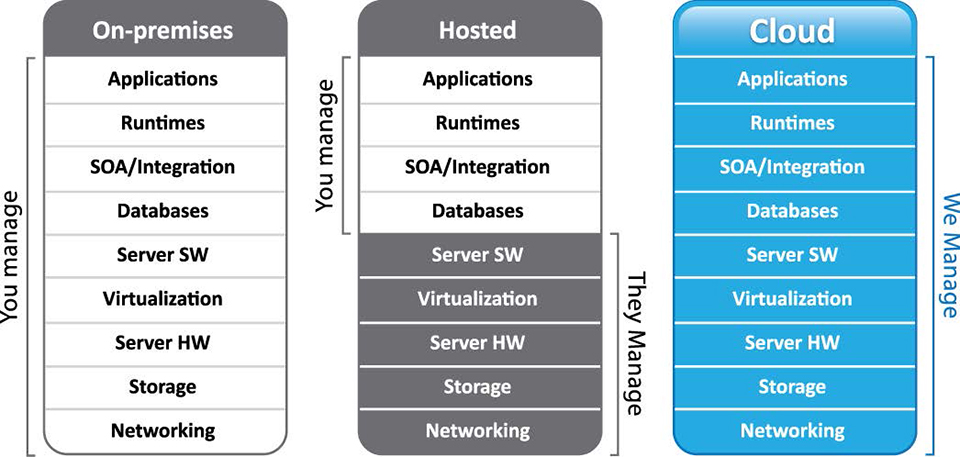 On-premises
Applications
Runtimes
SOA/Integration
Databases
Server SW
Virtualization
Server HW
Storage
Networking
You manage
Hosted
Applications
Runtimes
SOA/Integration
Databases
Server SW
Virtualization
Server HW
Storage
Networking
You manage
They Manage
Cloud
Applications
Runtimes
SOA/Integration
Databases
Server SW
Virtualization
Server HW
Storage
Networking
We Manage